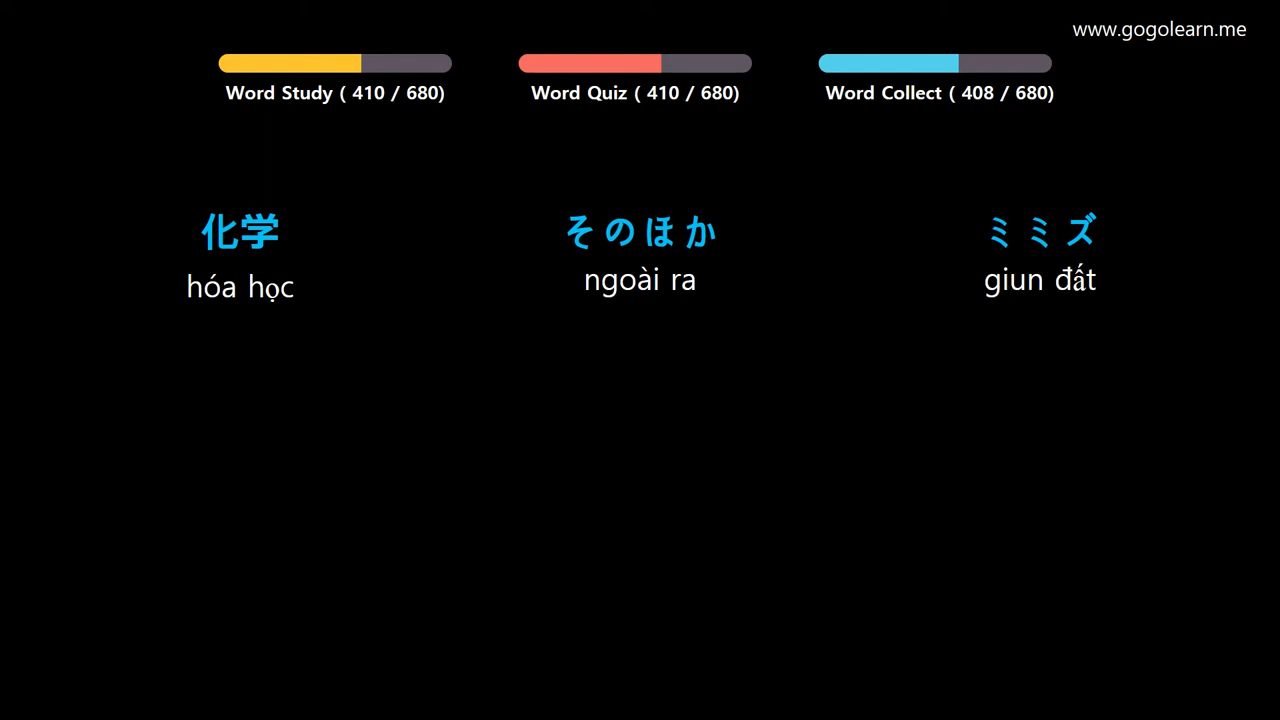 www.gogolearn.me
Word Study ( 410 / 680)
Word Quiz ( 410 / 680)
Word Collect ( 408 / 680)
化学
hóa học
そのほか
ngoài ra
ミミズ
giun đất